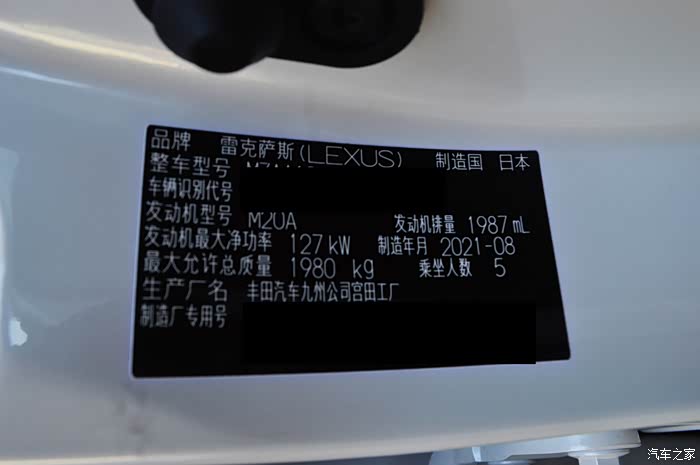 品牌 雷克萨斯(LEXUS) 制造国 日本
整车型号
车辆识别代号
发动机型号 M20A 发动机排量 1987 mL
发动机最大净功率 127 kW 制造年月 2021-08
最大允许总质量 1980 kg 乘坐人数 5
生产厂名 丰田汽车九州公司宫田工厂
制造厂专用号
汽车之家